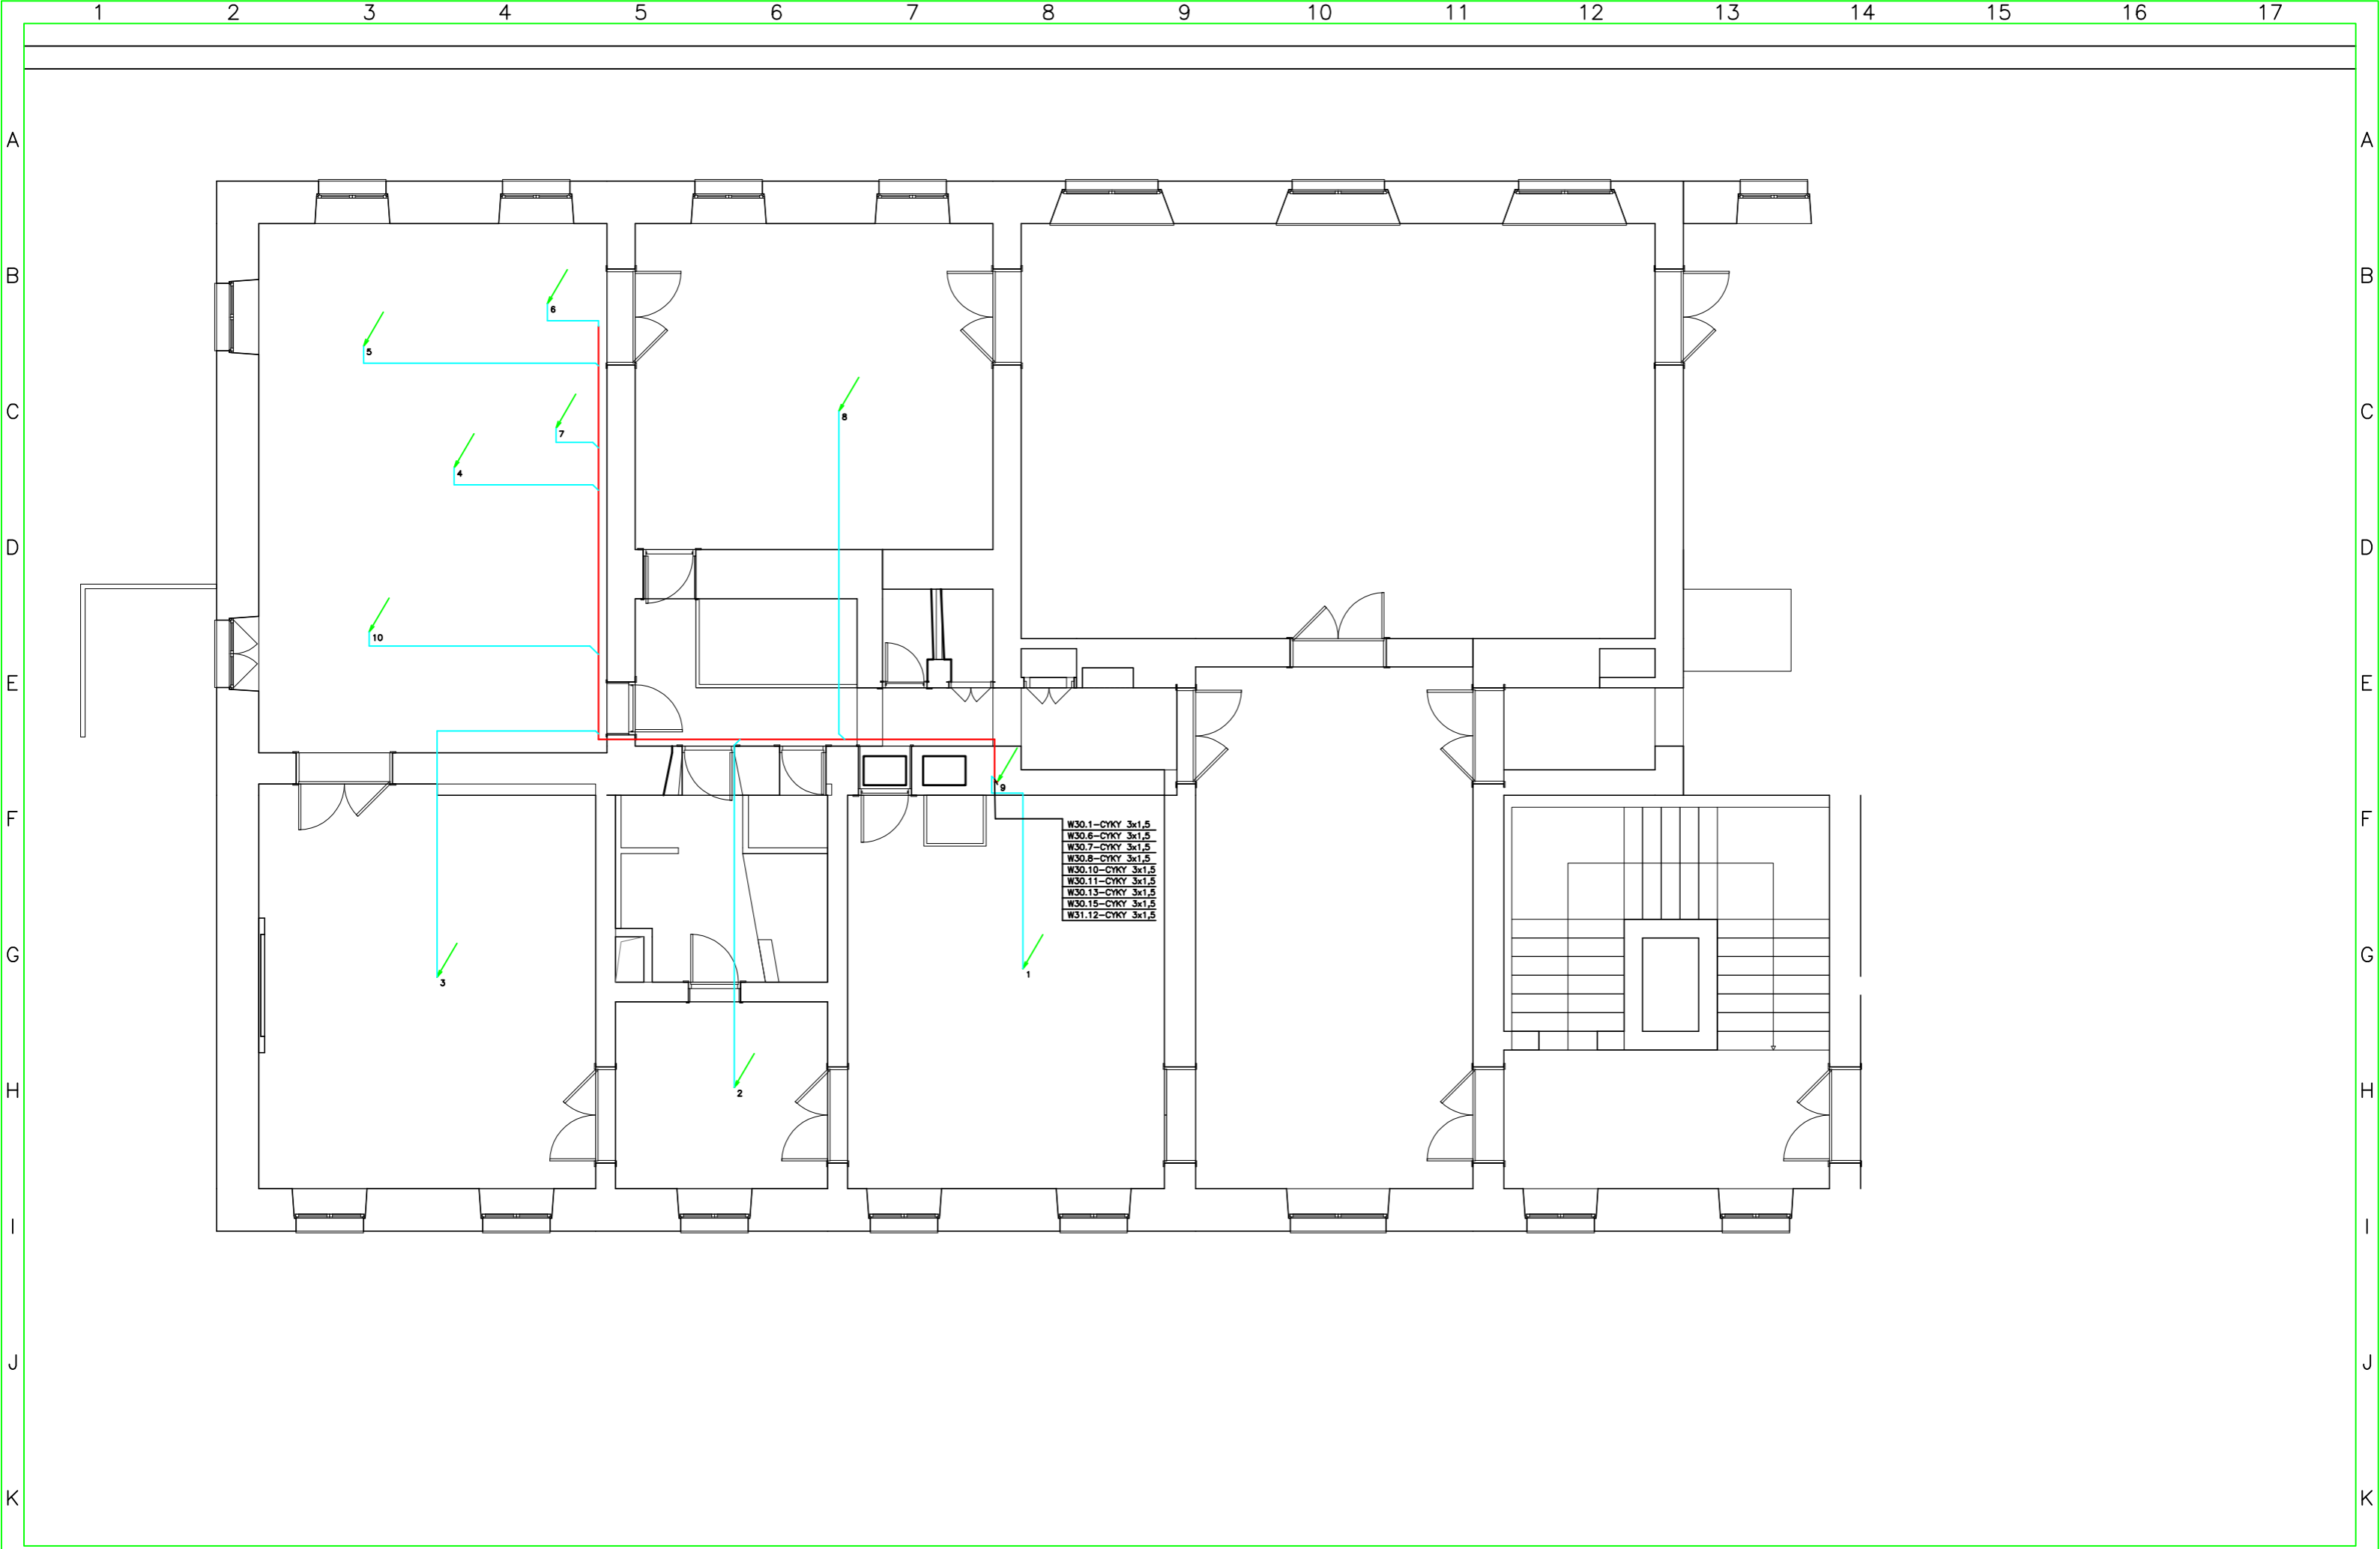 1 2 3 4 5 6 7 8 9 10 11 12 13 14 15 16 17
A A
B B
6
5
C C
8
7
4
D D
10
E E
9
F F
W30.1-CYKY 3x1,5
W30.6-CYKY 3x1,5
W30.7-CYKY 3x1,5
W30.8-CYKY 3x1,5
W30.10-CYKY 3x1,5
W30.11-CYKY 3x1,5
W30.13-CYKY 3x1,5
W30.15-CYKY 3x1,5
W31.12-CYKY 3x1,5
G G
1
3
H H
2
I I
J J
K K